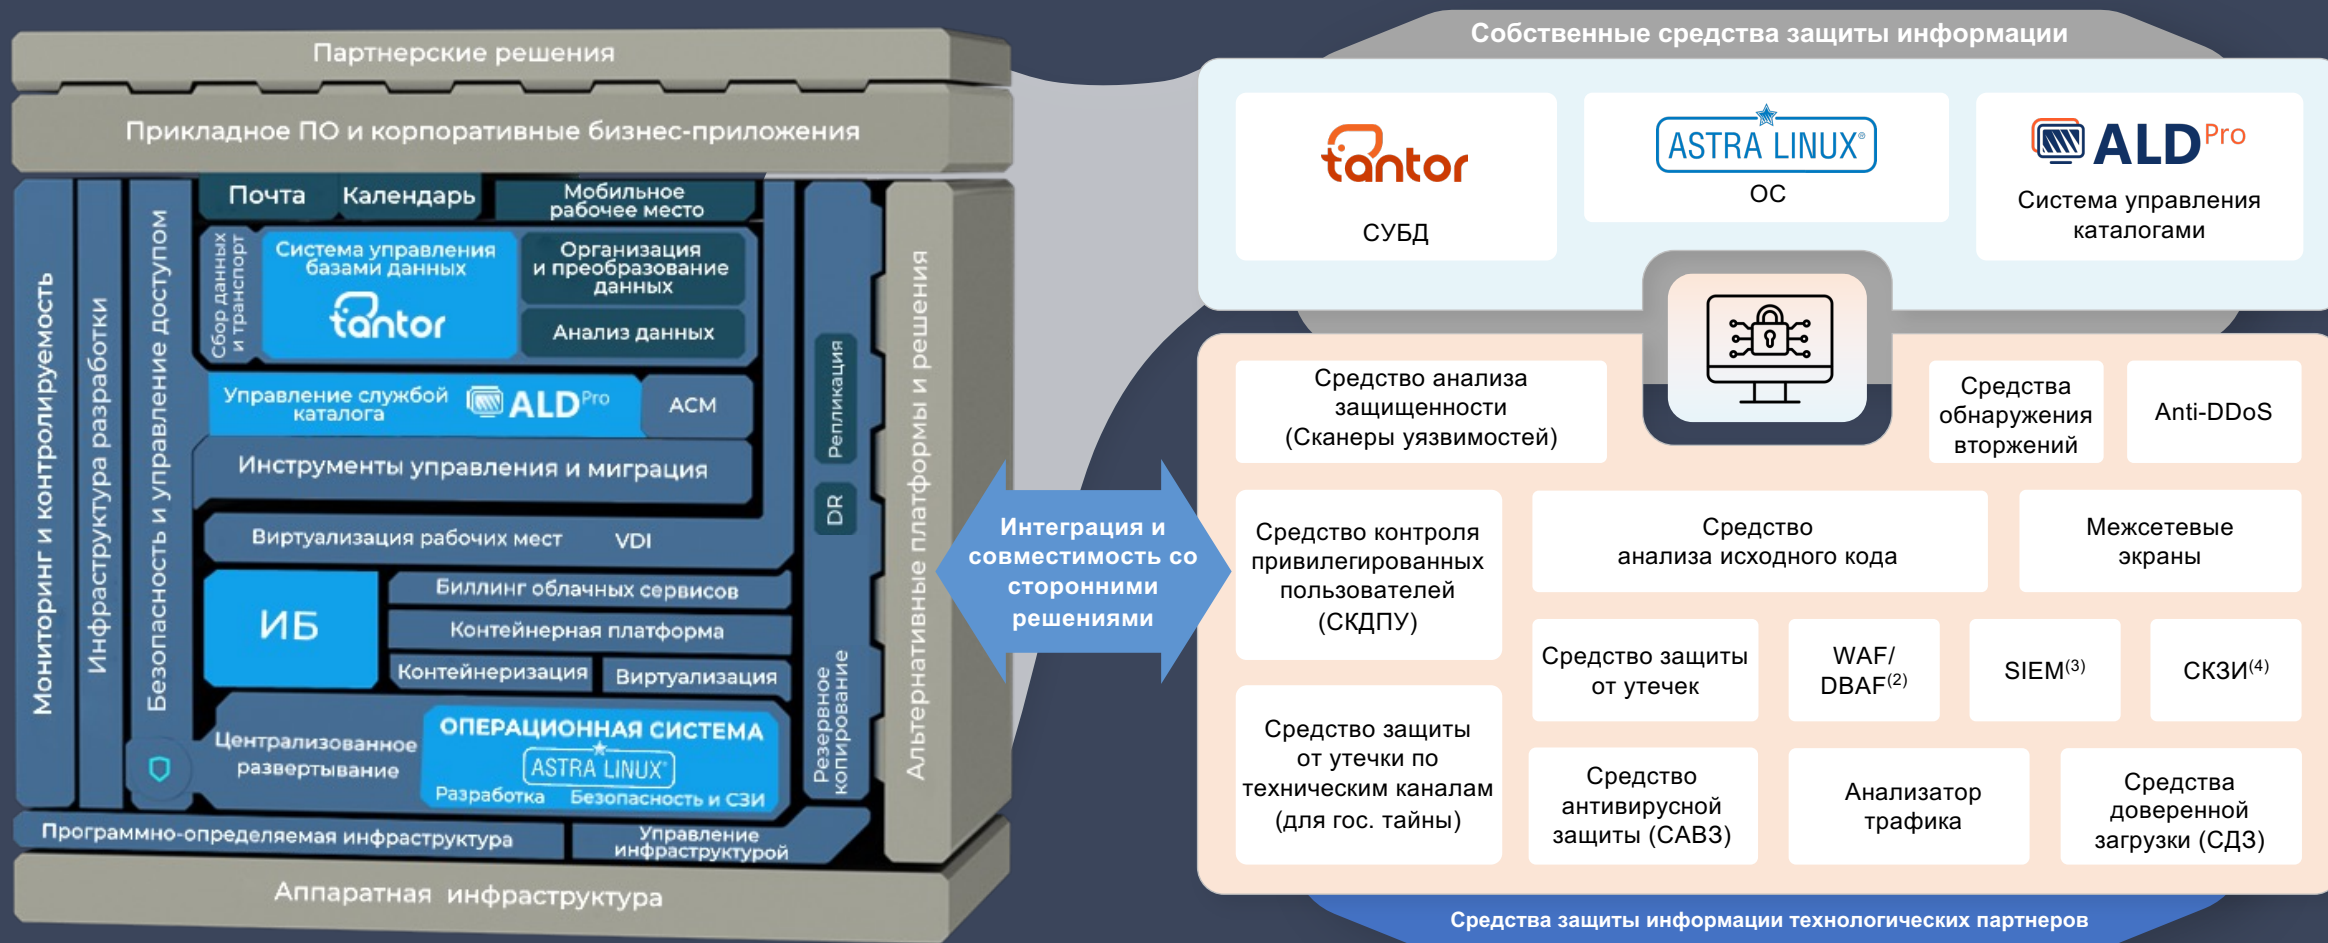 Партнерские решения
Прикладное ПО и корпоративные бизнес-приложения
Мониторинг и контролируемость
Инфраструктура разработки
Безопасность и управление доступом
Почта
Календарь
Мобильное
рабочее место
Сбор данных
и транспорт
Система управления
базами данных
tantor
Организация
и преобразование
данных
Анализ данных
Управление службой
каталога
ALD Pro
ACM
Инструменты управления и миграция
Виртуализация рабочих мест VDI
ИБ
Биллинг облачных сервисов
Контейнерная платформа
Контейнеризация
Виртуализация
Централизованное
развертывание
ОПЕРАЦИОННАЯ СИСТЕМА
ASTRA LINUX®
Разработка Безопасность и СЗИ
Репликация
DR
Резервное
копирование
Альтернативные платформы и решения
Программно-определяемая инфраструктура
Управление
инфраструктурой
Аппаратная инфраструктура
Интеграция и
совместимость со
сторонними
решениями
Собственные средства защиты информации
tantor
СУБД
ASTRA LINUX®
ОС
ALD Pro
Система управления
каталогами
Средство анализа
защищенности
(Сканеры уязвимостей)
Средства
обнаружения
вторжений
Anti-DDoS
Средство контроля
привилегированных
пользователей
(СКДПУ)
Средство
анализа исходного кода
Межсетевые
экраны
Средство защиты
от утечек
WAF/
DBAF(2)
SIEM(3)
СКЗИ(4)
Средство защиты
от утечки по
техническим каналам
(для гос. тайны)
Средство
антивирусной
защиты (САВЗ)
Анализатор
трафика
Средства
доверенной
загрузки (СДЗ)
Средства защиты информации технологических партнеров